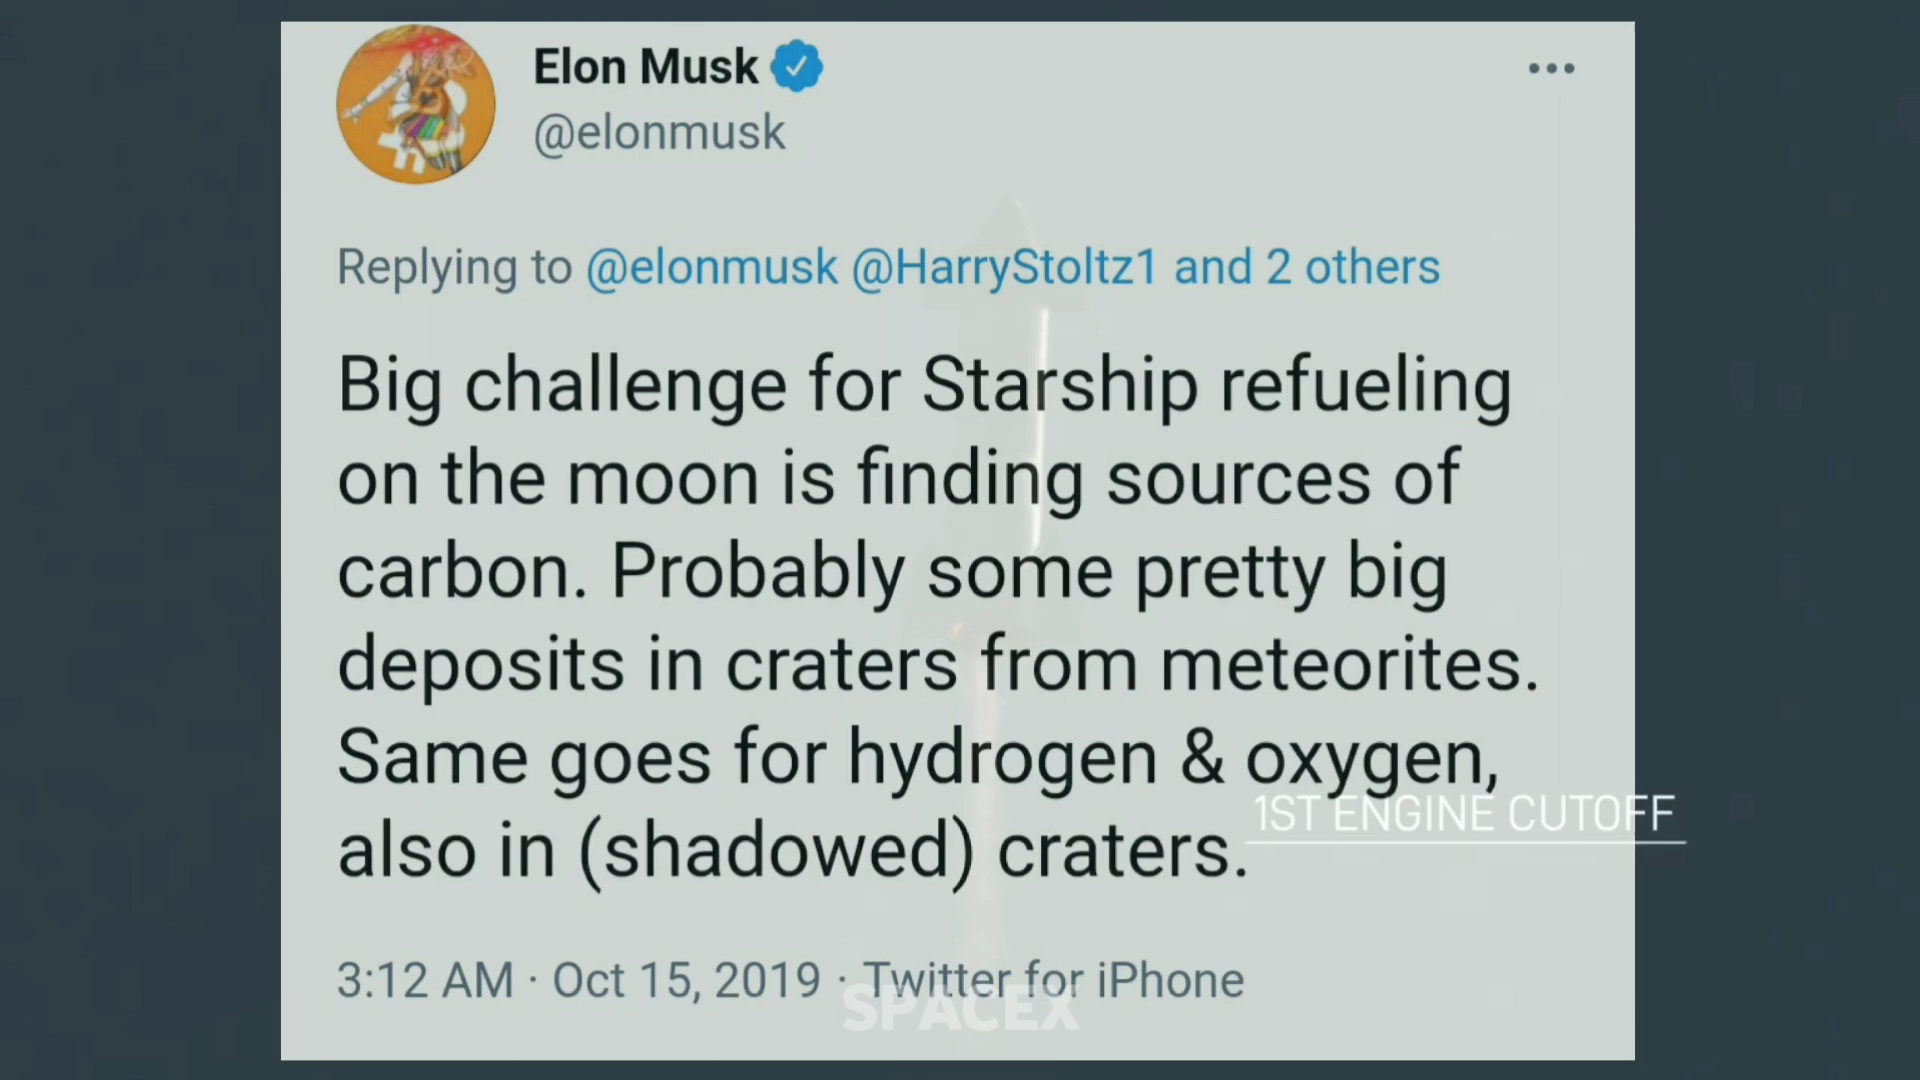 Elon Musk
@elonmusk
Replying to @elonmusk @HarryStoltz1 and 2 others
Big challenge for Starship refueling
on the moon is finding sources of
carbon. Probably some pretty big
deposits in craters from meteorites.
Same goes for hydrogen & oxygen,
also in (shadowed) craters.
1ST ENGINE CUTOFF
3:12 AM · Oct 15, 2019 · Twitter for iPhone
SPACEX